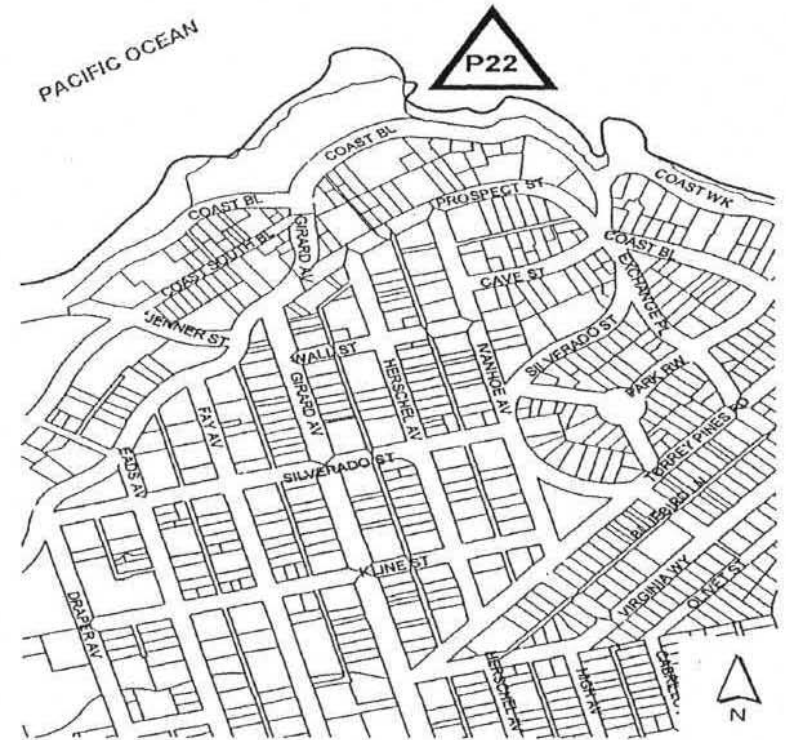 PACIFIC OCEAN
P22
COAST BL
COAST BL
COAST WK
PROSPECT ST
COAST SOUTH BL
GIRARD AV
COAST BL
CAVE ST
EXCHANGE PL
JENNER ST
WALL ST
SILVERADO ST
IVANHOE AV
HERSCHEL AV
GIRARD AV
PARK RW
FAY AV
EADS AV
SILVERADO ST
TORREY PINES RD
BLUEBIRD LN
KLINE ST
VIRGINIA WY
OLIVET ST
DRAPER AV
HERSCHEL AV
HIGH AV
N